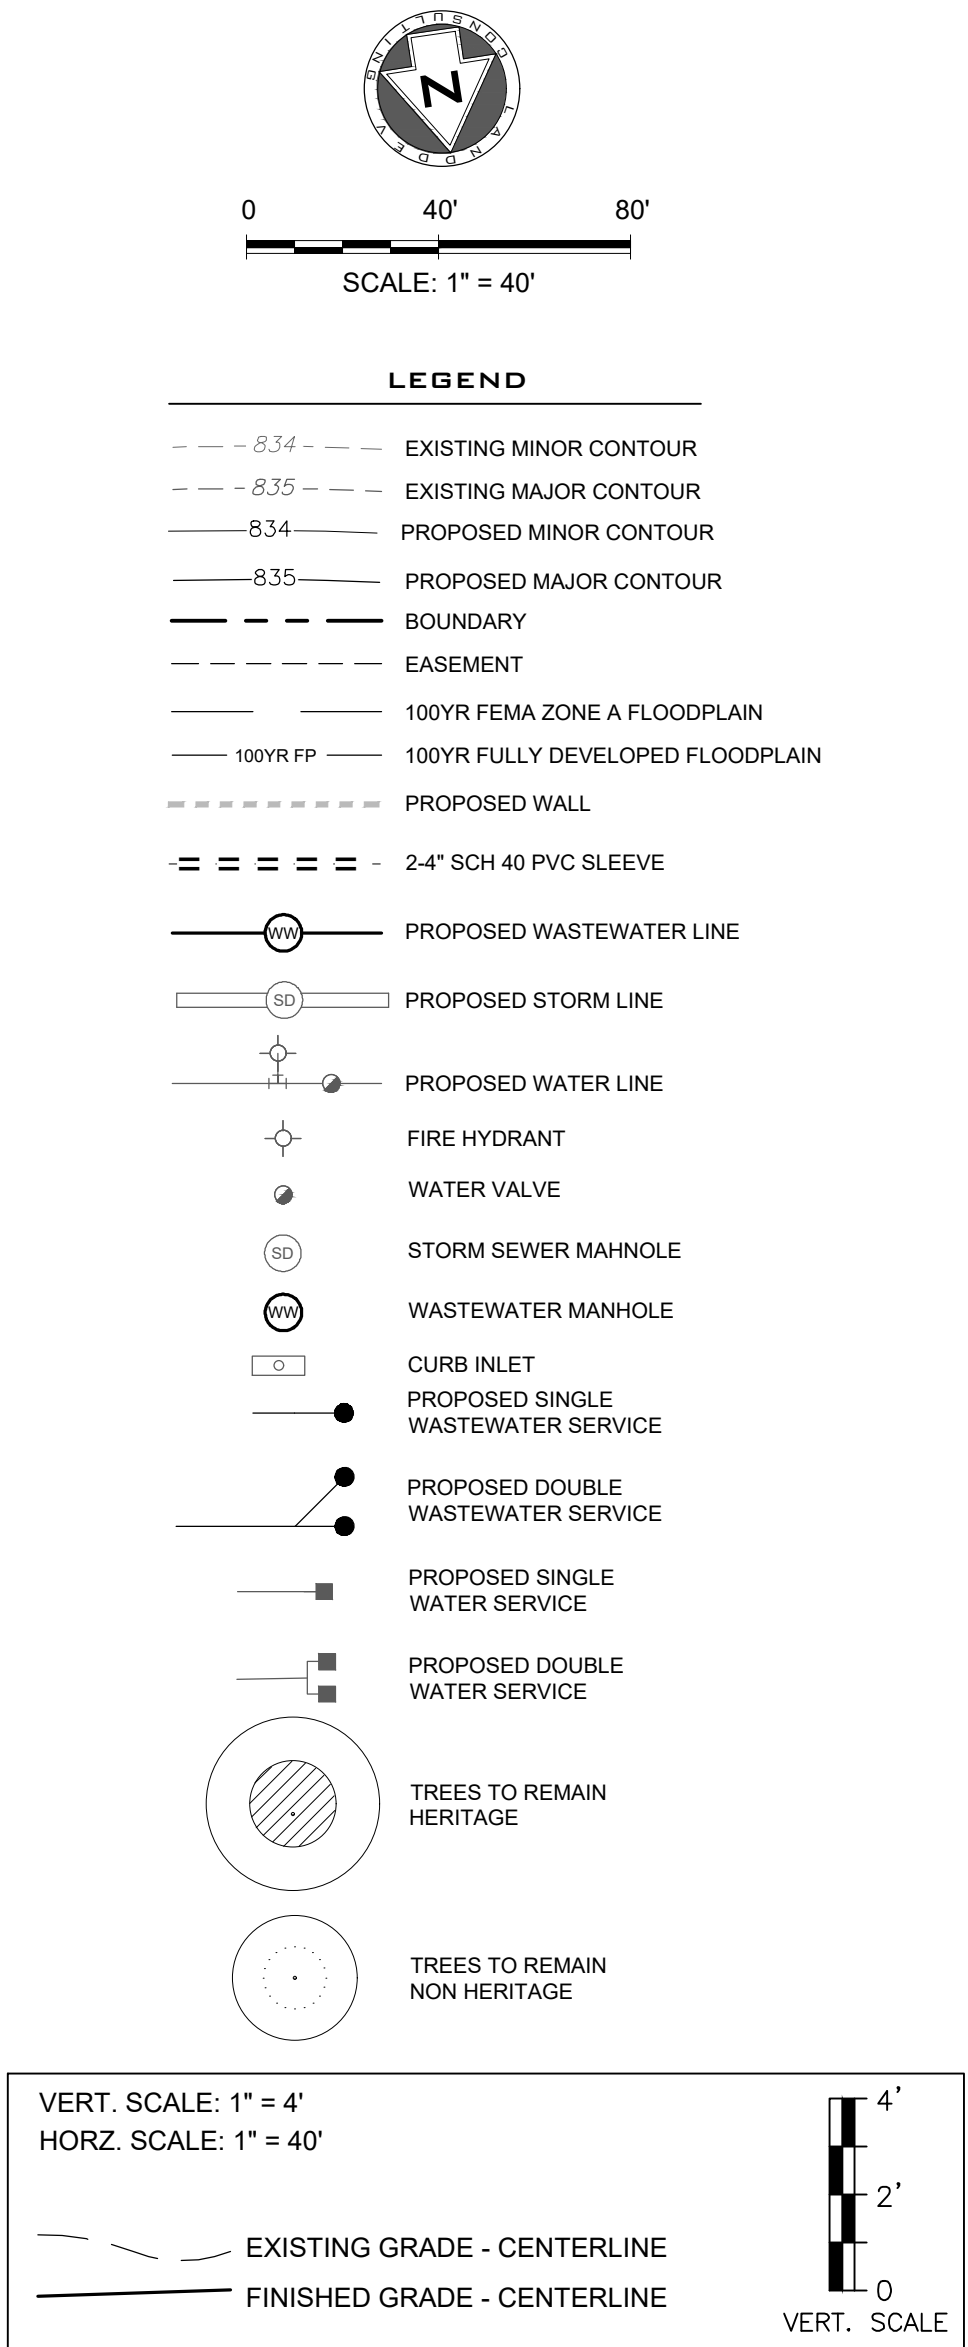 LANDDEV CONSULTING
N
0 40' 80'
SCALE: 1" = 40'
LEGEND
834 EXISTING MINOR CONTOUR
835 EXISTING MAJOR CONTOUR
834 PROPOSED MINOR CONTOUR
835 PROPOSED MAJOR CONTOUR
BOUNDARY
EASEMENT
100YR FEMA ZONE A FLOODPLAIN
100YR FP 100YR FULLY DEVELOPED FLOODPLAIN
PROPOSED WALL
2-4" SCH 40 PVC SLEEVE
WW PROPOSED WASTEWATER LINE
SD PROPOSED STORM LINE
PROPOSED WATER LINE
FIRE HYDRANT
WATER VALVE
SD STORM SEWER MAHNOLE
WW WASTEWATER MANHOLE
CURB INLET
PROPOSED SINGLE
WASTEWATER SERVICE
PROPOSED DOUBLE
WASTEWATER SERVICE
PROPOSED SINGLE
WATER SERVICE
PROPOSED DOUBLE
WATER SERVICE
TREES TO REMAIN
HERITAGE
TREES TO REMAIN
NON HERITAGE
VERT. SCALE: 1" = 4'
HORZ. SCALE: 1" = 40'
EXISTING GRADE - CENTERLINE
FINISHED GRADE - CENTERLINE
4'
2'
0
VERT. SCALE